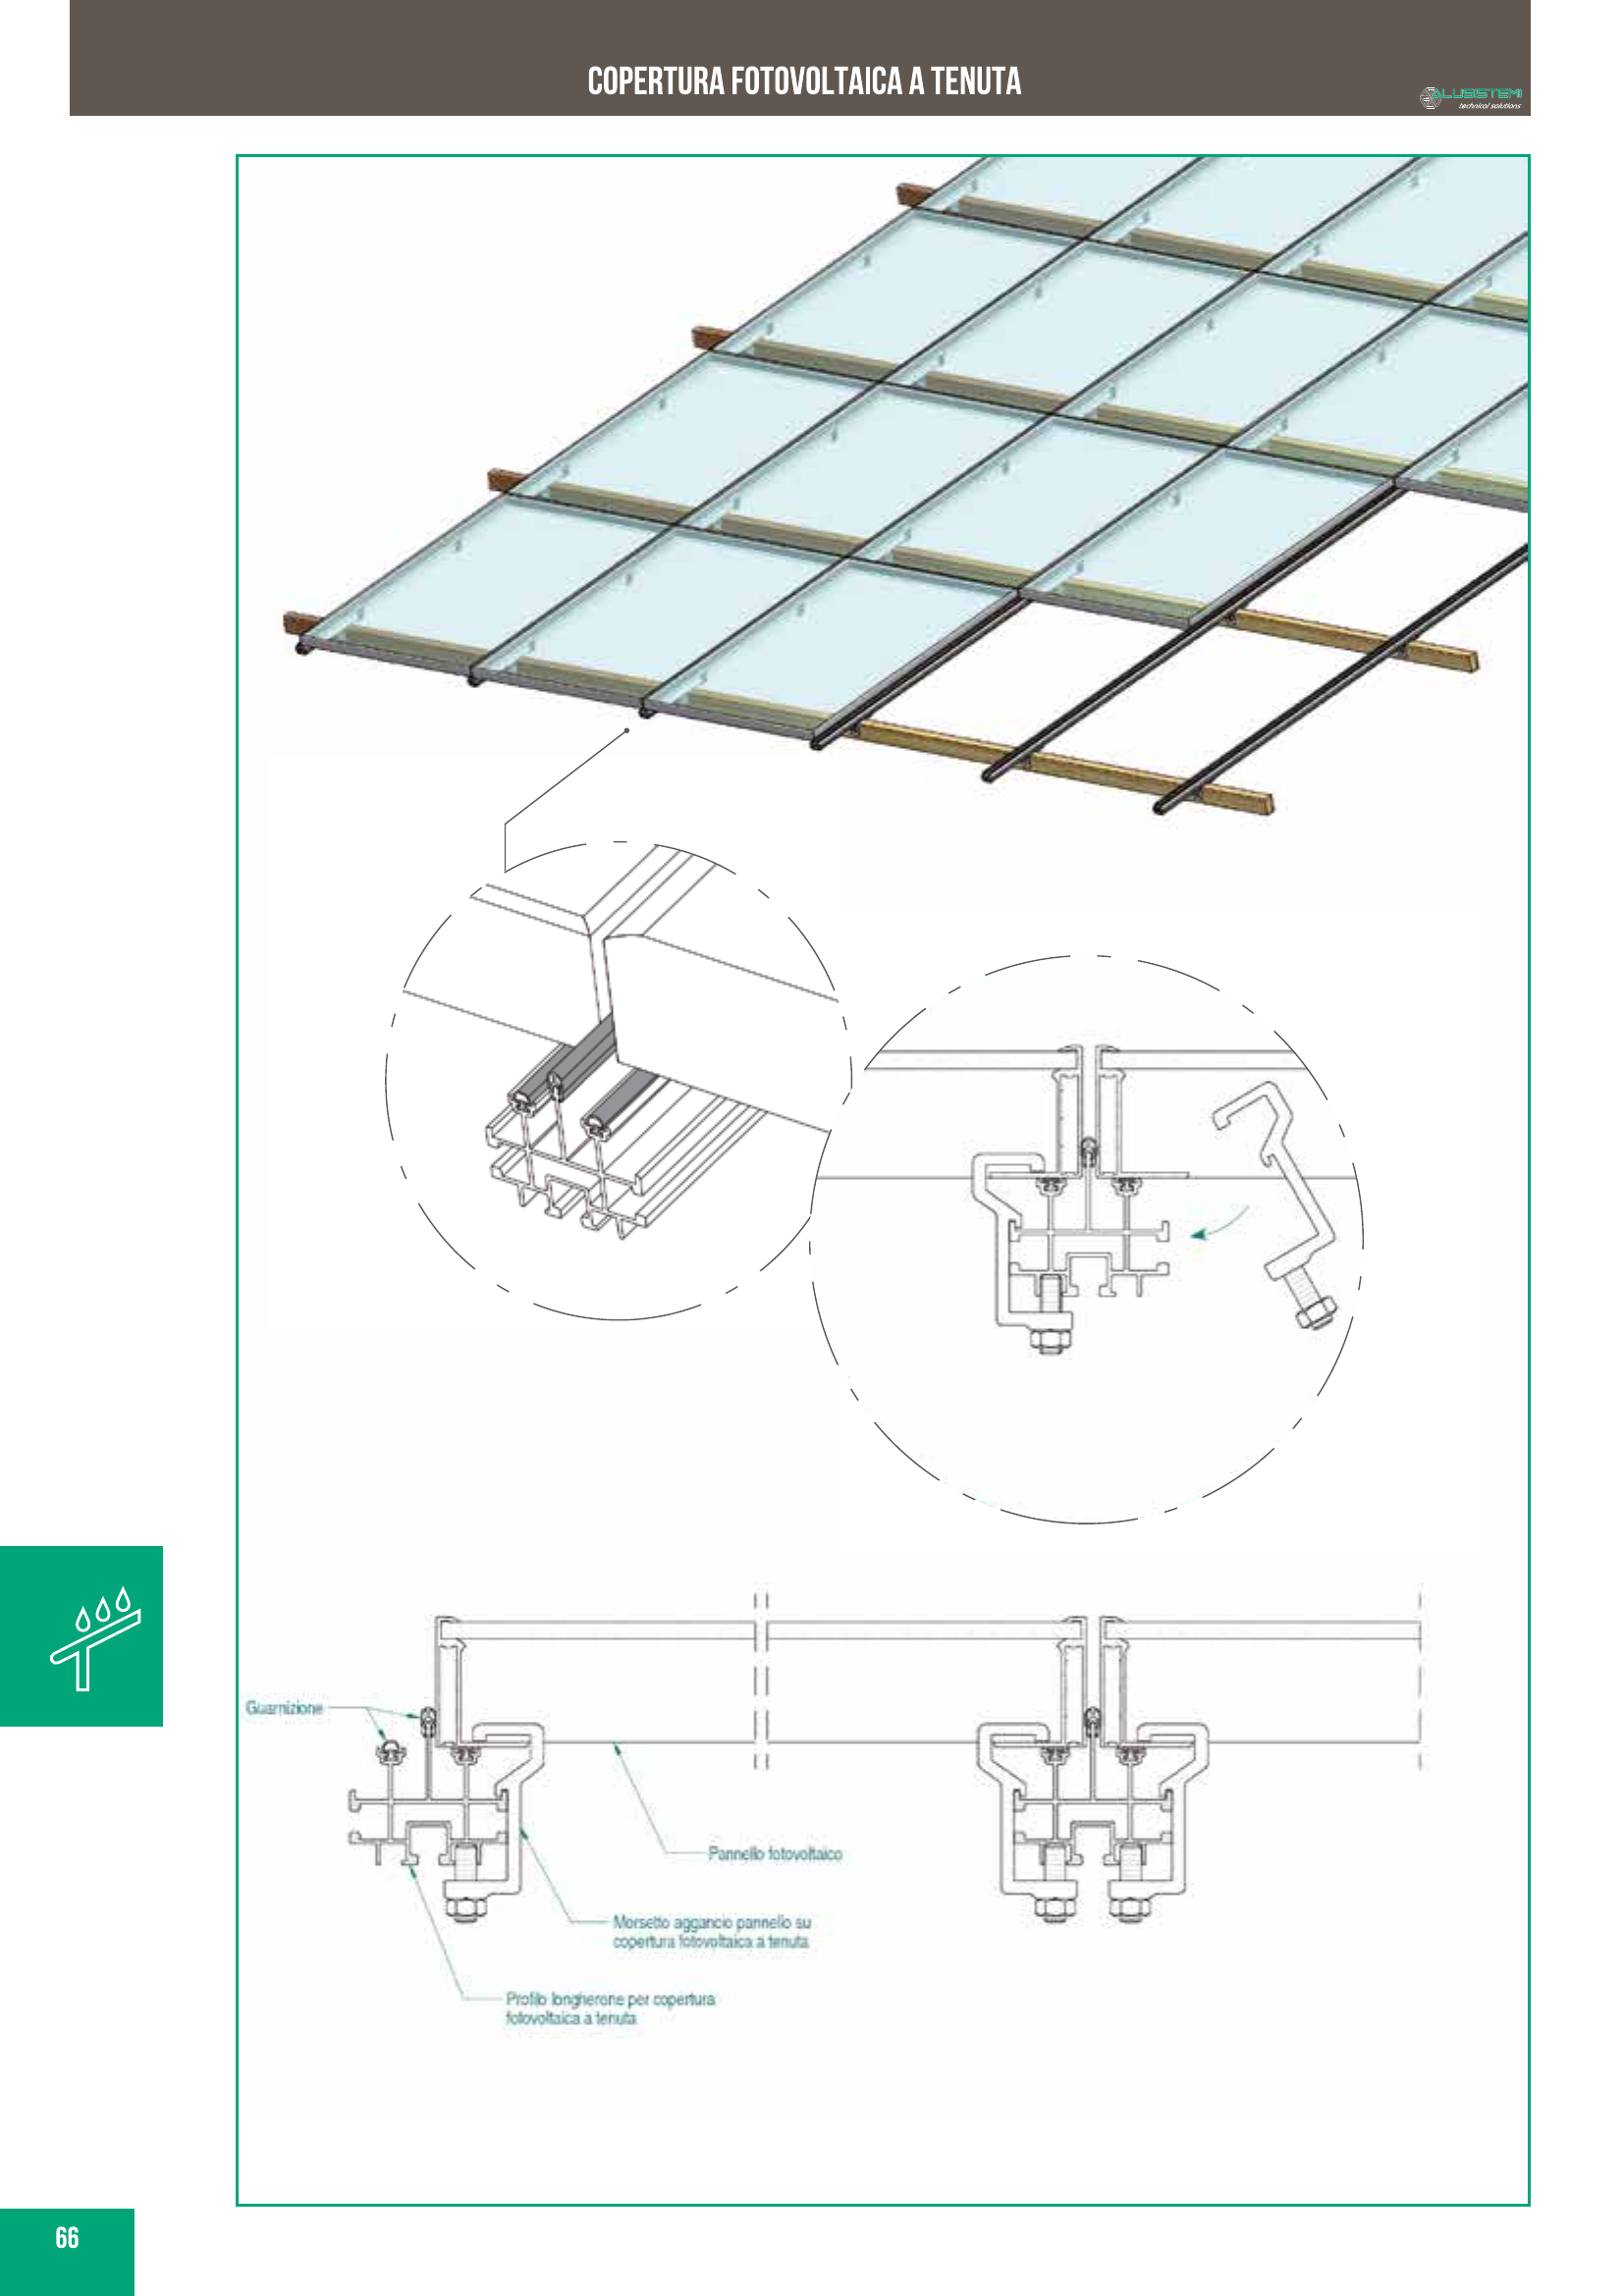 COPERTURA FOTOVOLTAICA A TENUTA
ALUSISTEMI
technical solutions
Guarnizione
Pannello fotovoltaico
Morsetto aggancio pannello su
copertura fotovoltaica a tenuta
Profilo longherone per copertura
fotovoltaica a tenuta
66